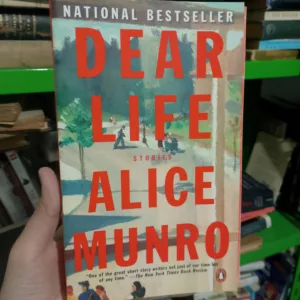 NATIONAL BESTSELLER
DEAR
LIFE
STORIES
ALICE
MUNRO
"One of the great short story writers not just of our time but
of any time." —The New York Times Book Review